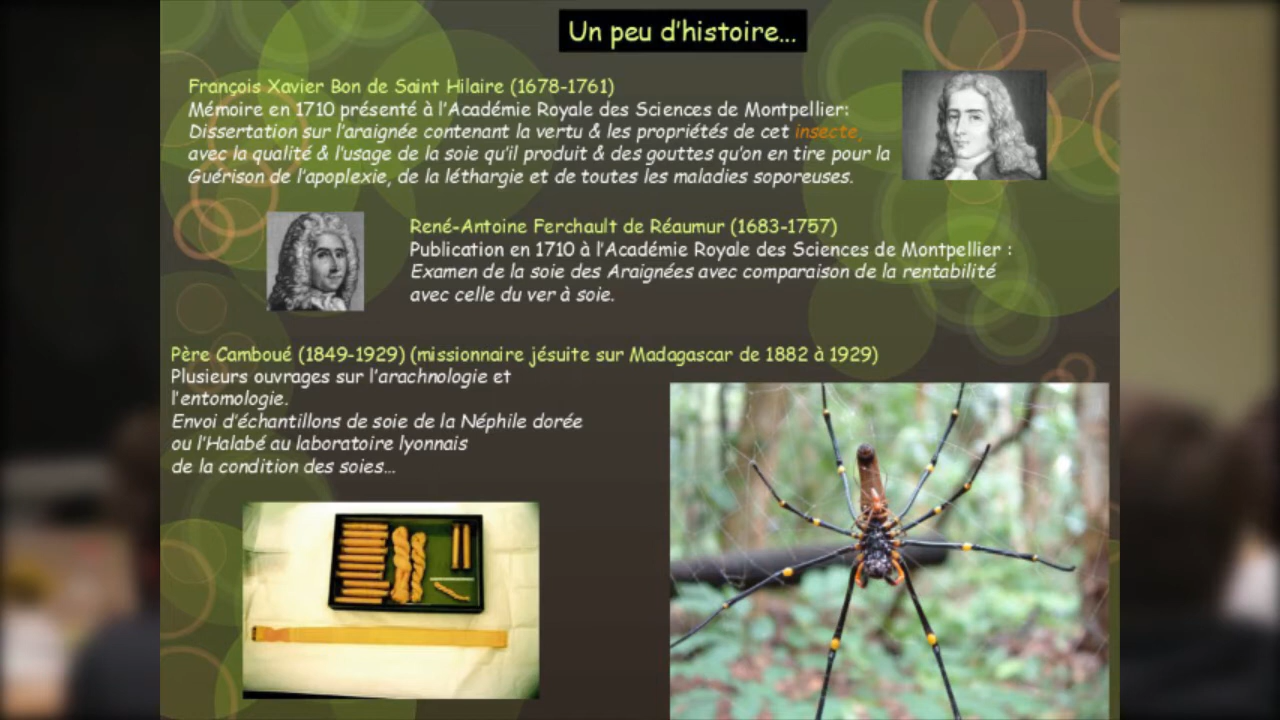 Un peu d'histoire...
François Xavier Bon de Saint Hilaire (1678-1761)
Mémoire en 1710 présenté à l'Académie Royale des Sciences de Montpellier:
Dissertation sur l'araignée contenant la vertu & les propriétés de cet insecte,
avec la qualité & l'usage de la soie qu'il produit & des gouttes qu'on en tire pour la
Guérison de l'apoplexie, de la léthargie et de toutes les maladies soporeuses.
René-Antoine Ferchault de Réaumur (1683-1757)
Publication en 1710 à l'Académie Royale des Sciences de Montpellier :
Examen de la soie des Araignées avec comparaison de la rentabilité
avec celle du ver à soie.
Père Camboué (1849-1929) (missionnaire jésuite sur Madagascar de 1882 à 1929)
Plusieurs ouvrages sur l'arachnologie et
l'entomologie.
Envoi d'échantillons de soie de la Néphile dorée
ou l'Halabé au laboratoire lyonnais
de la condition des soies...